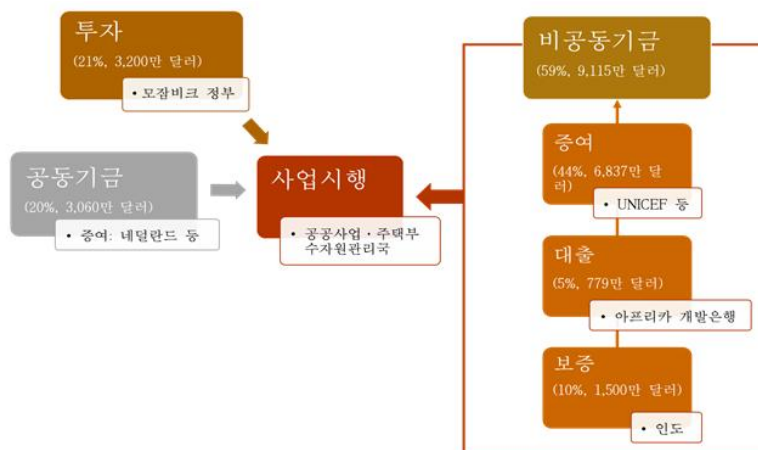 투자
(21%, 3,200만 달러)
• 모잠비크 정부
공동기금
(20%, 3,060만 달러)
• 증여: 네덜란드 등
사업시행
• 공공사업·주택부
수자원관리국
비공동기금
(59%, 9,115만 달러)
증여
(44%, 6,837만 달
러)
• UNICEF 등
대출
(5%, 779만 달러)
• 아프리카 개발은행
보증
(10%, 1,500만 달러)
• 인도